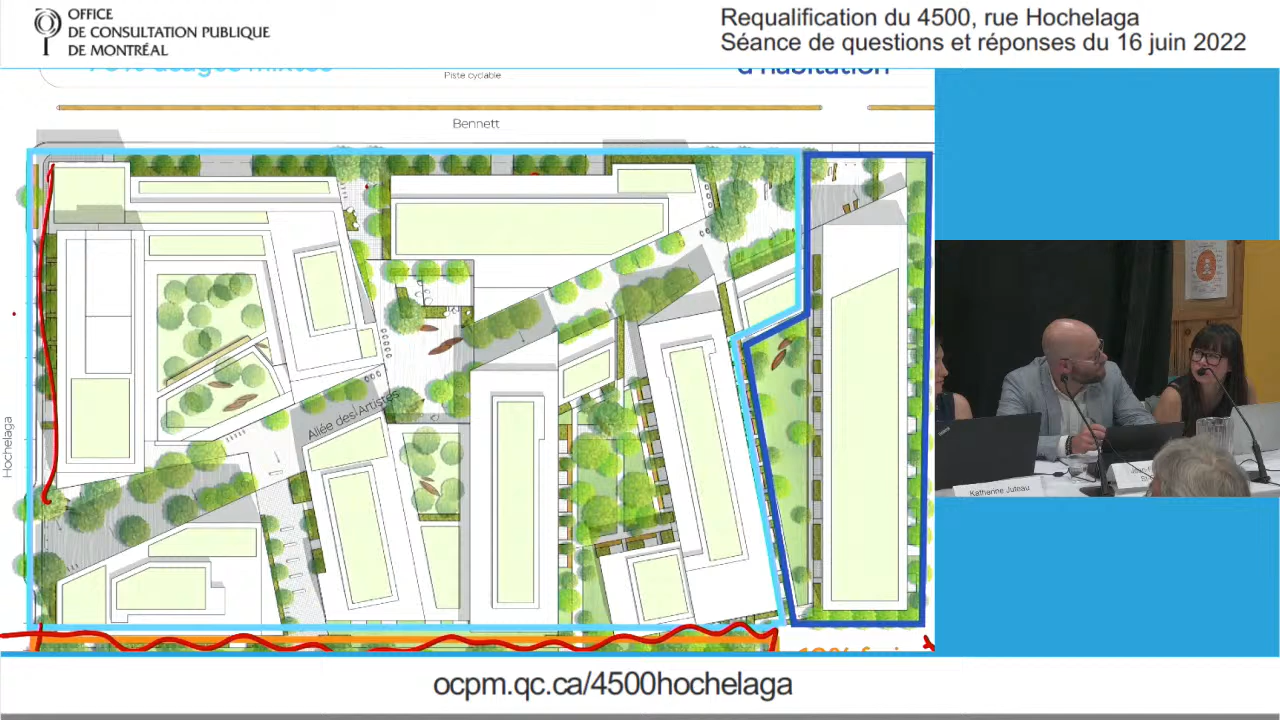 OFFICE
DE CONSULTATION PUBLIQUE
DE MONTRÉAL
Requalification du 4500, rue Hochelaga
Séance de questions et réponses du 16 juin 2022
d'habitation
Piste cyclable
Bennett
Hochelaga
Allée des Artistes
Katherine Juteau
ocpm.qc.ca/4500hochelaga